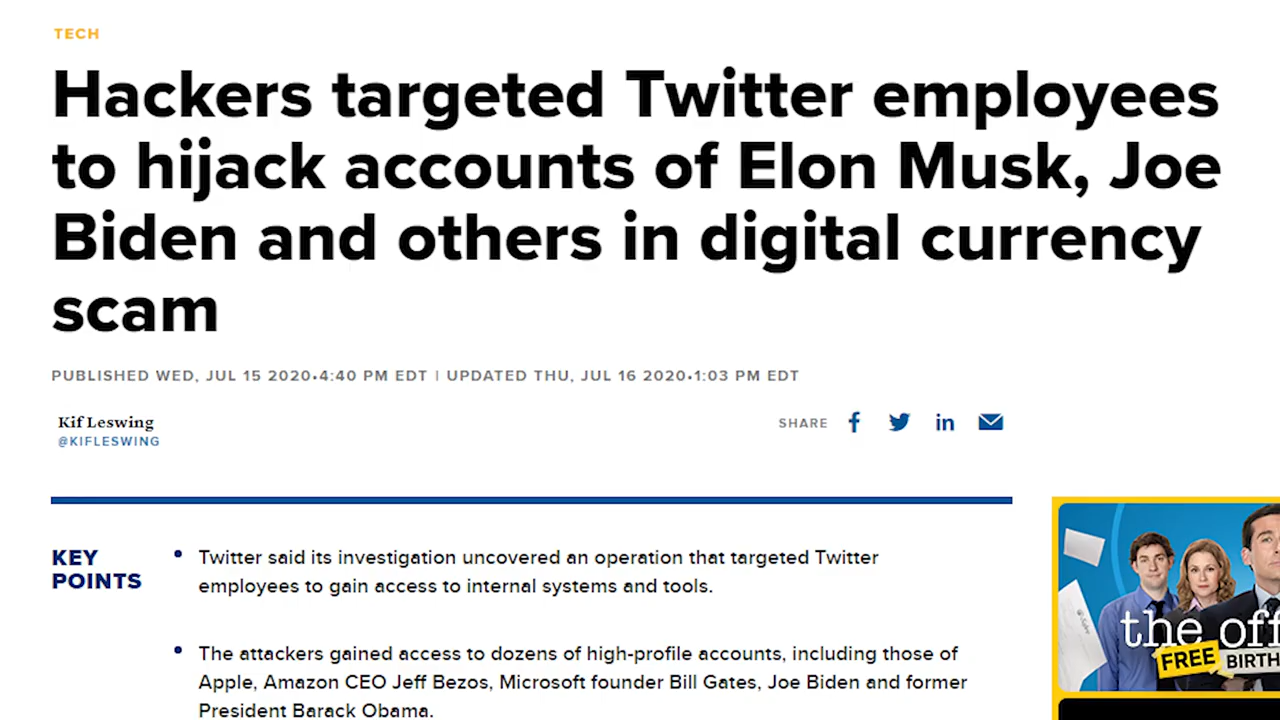 TECH
Hackers targeted Twitter employees
to hijack accounts of Elon Musk, Joe
Biden and others in digital currency
scam
PUBLISHED WED, JUL 15 2020•4:40 PM EDT | UPDATED THU, JUL 16 2020•1:03 PM EDT
Kif Leswing
@KIFLESWING
SHARE
KEY
POINTS
• Twitter said its investigation uncovered an operation that targeted Twitter
employees to gain access to internal systems and tools.
• The attackers gained access to dozens of high-profile accounts, including those of
Apple, Amazon CEO Jeff Bezos, Microsoft founder Bill Gates, Joe Biden and former
President Barack Obama.
the off
FREE BIRTH